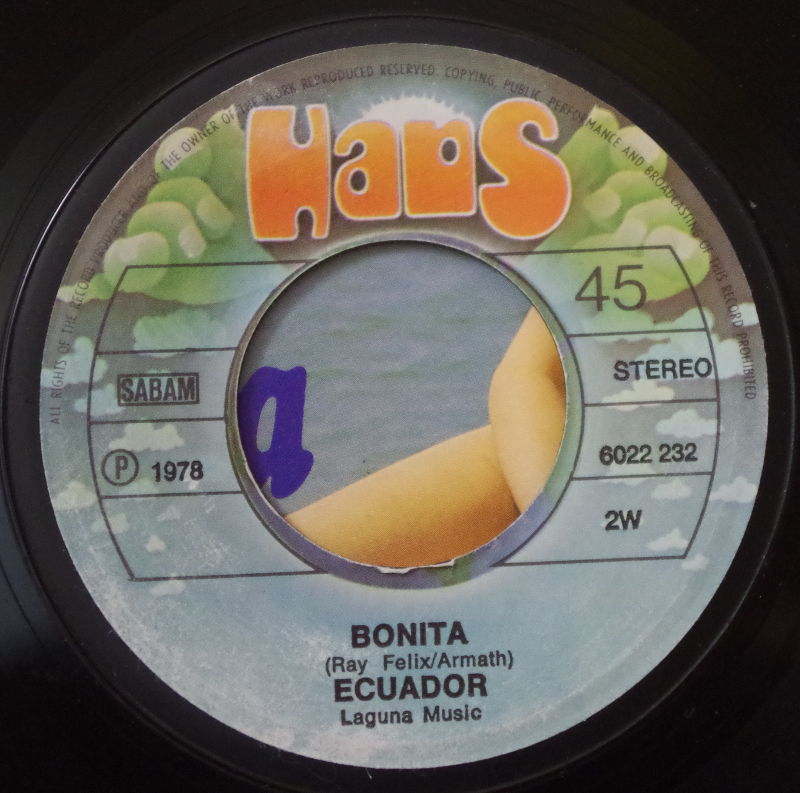 ALL RIGHTS OF THE RECORD PRODUCER AND OF THE OWNER OF THE WORK REPRODUCED RESERVED. COPYING, PUBLIC PERFORMANCE AND BROADCASTING OF THIS RECORD PROHIBITED
Hans
45
SABAM
STEREO
P 1978
6022 232
2W
a
BONITA
(Ray Felix/Armath)
ECUADOR
Laguna Music